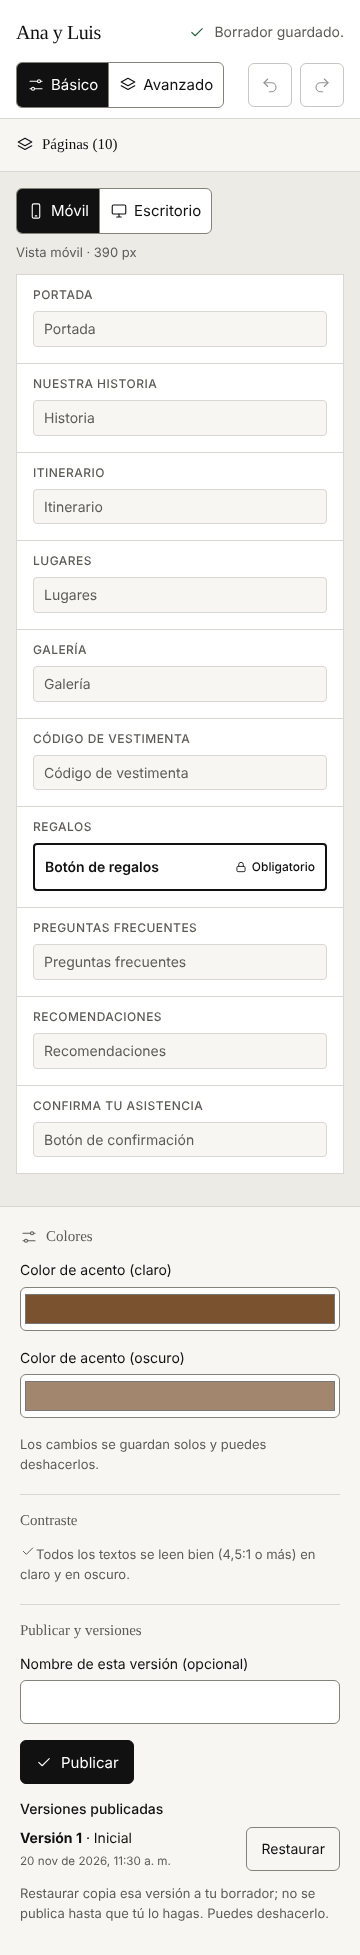 Ana y Luis
Borrador guardado.
Básico
Avanzado
Páginas (10)
Móvil
Escritorio
Vista móvil · 390 px
PORTADA
Portada
NUESTRA HISTORIA
Historia
ITINERARIO
Itinerario
LUGARES
Lugares
GALERÍA
Galería
CÓDIGO DE VESTIMENTA
Código de vestimenta
REGALOS
Botón de regalos
Obligatorio
PREGUNTAS FRECUENTES
Preguntas frecuentes
RECOMENDACIONES
Recomendaciones
CONFIRMA TU ASISTENCIA
Botón de confirmación
Colores
Color de acento (claro)
Color de acento (oscuro)
Los cambios se guardan solos y puedes
deshacerlos.
Contraste
Todos los textos se leen bien (4,5:1 o más) en
claro y en oscuro.
Publicar y versiones
Nombre de esta versión (opcional)
Publicar
Versiones publicadas
Versión 1 · Inicial
20 nov de 2026, 11:30 a. m.
Restaurar
Restaurar copia esa versión a tu borrador; no se
publica hasta que tú lo hagas. Puedes deshacerlo.